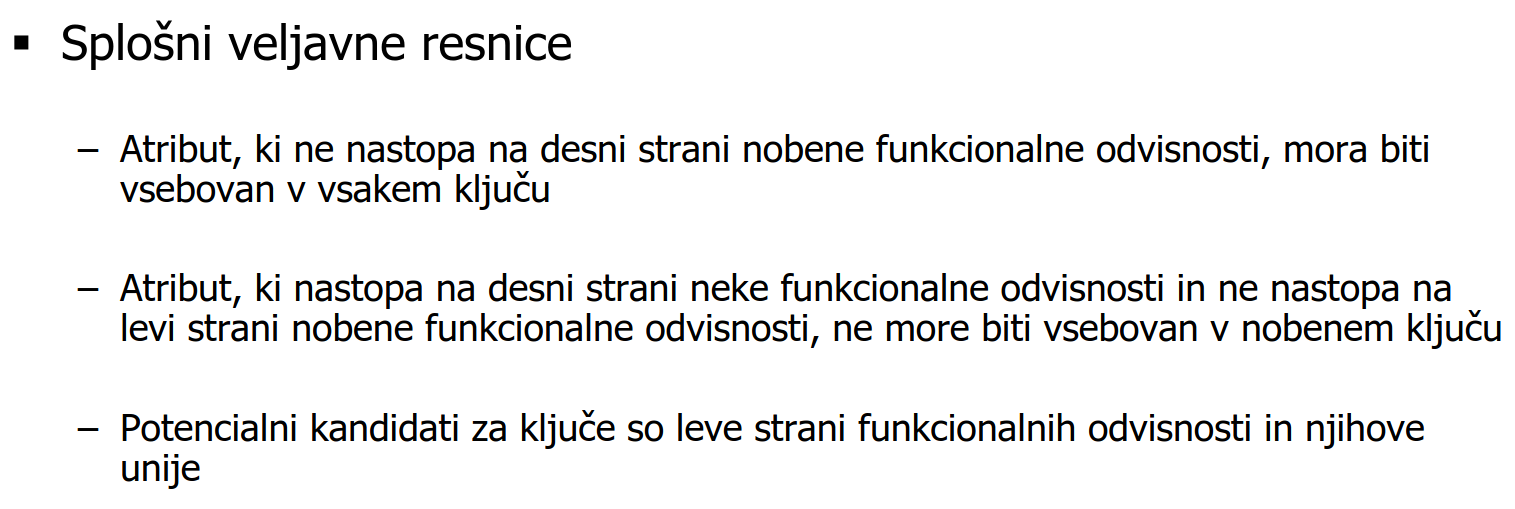 ▪ Splošni veljavne resnice
– Atribut, ki ne nastopa na desni strani nobene funkcionalne odvisnosti, mora biti
vsebovan v vsakem ključu
– Atribut, ki nastopa na desni strani neke funkcionalne odvisnosti in ne nastopa na
levi strani nobene funkcionalne odvisnosti, ne more biti vsebovan v nobenem ključu
– Potencialni kandidati za ključe so leve strani funkcionalnih odvisnosti in njihove
unije